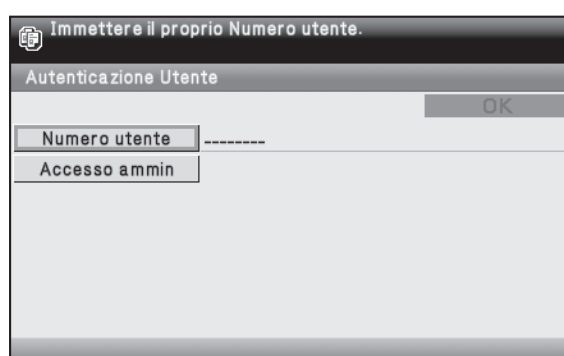 Immettere il proprio Numero utente.
Autenticazione Utente
OK
Numero utente --------
Accesso ammin